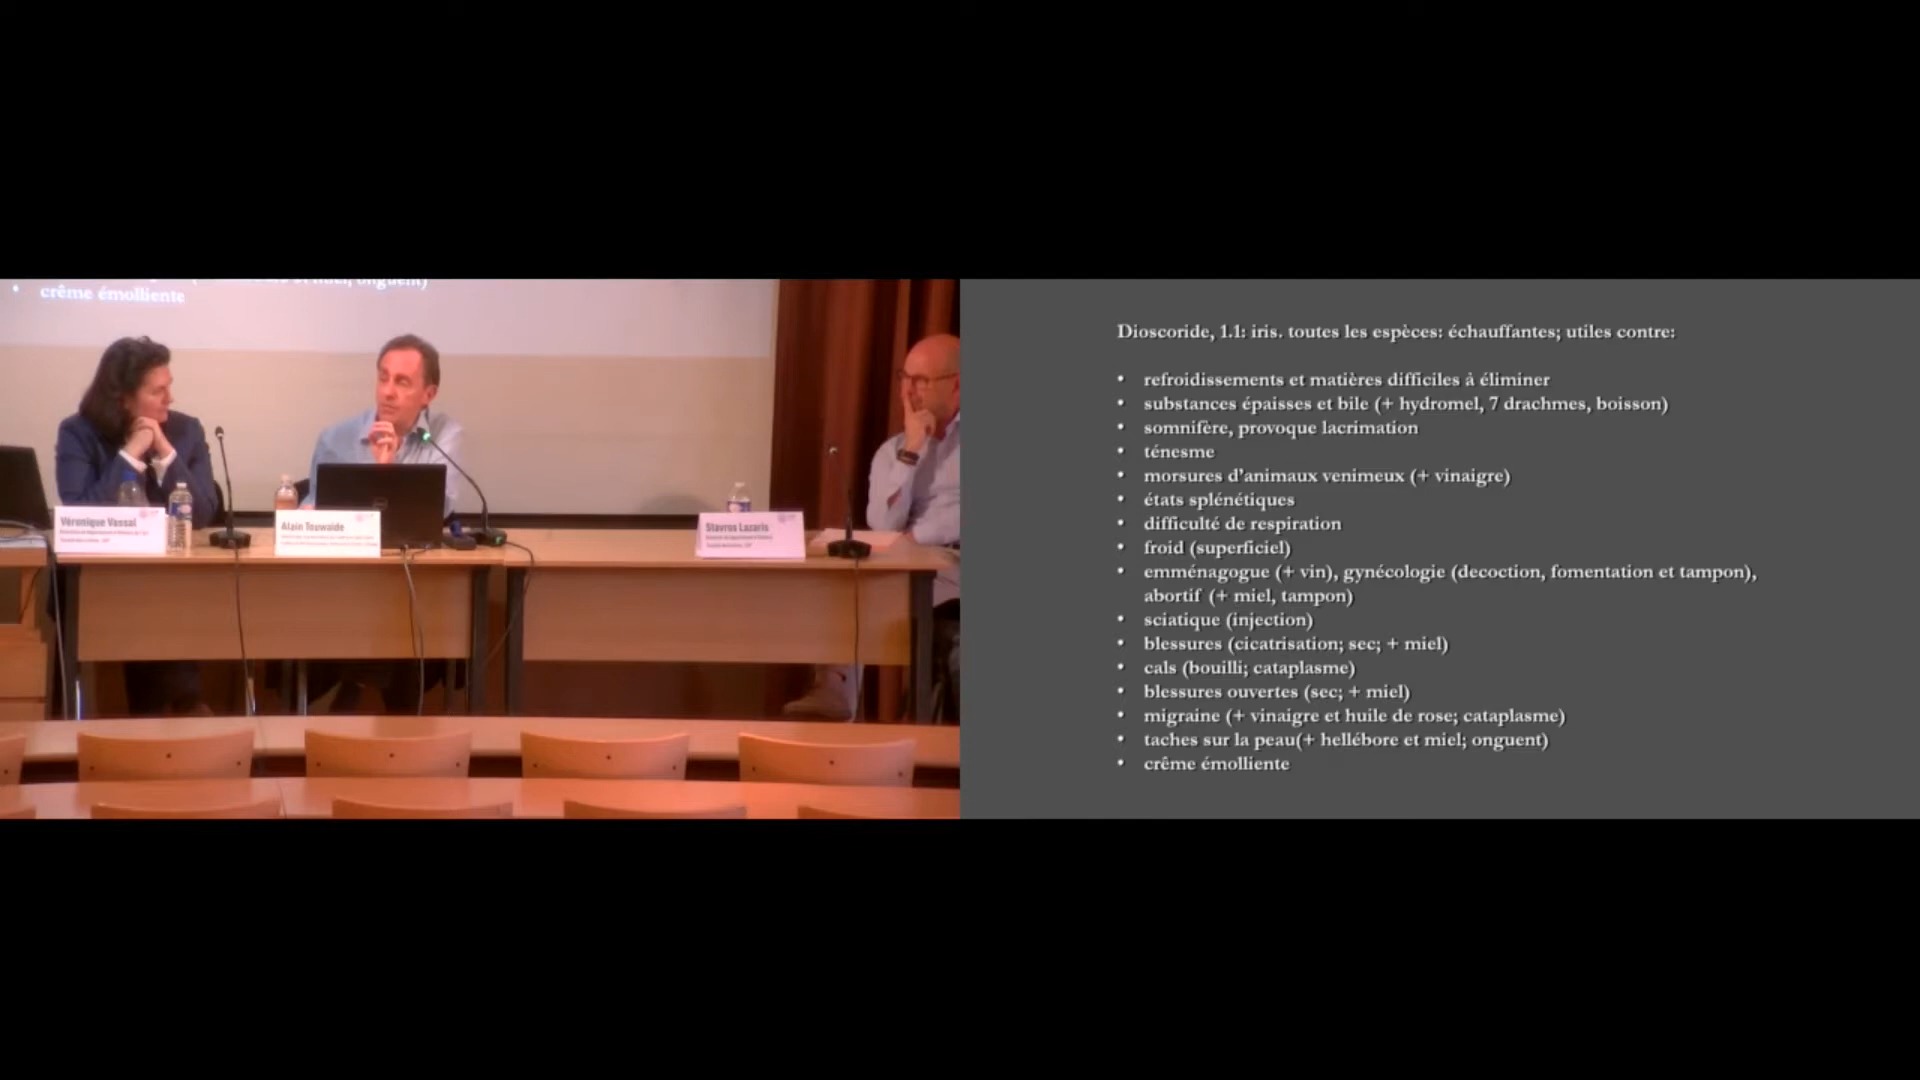 crême émolliente
Véronique Vassal
Alain Touwaide
Stavros Lazaris
Dioscoride, 1.1: iris. toutes les espèces: échauffantes; utiles contre:
• refroidissements et matières difficiles à éliminer
• substances épaisses et bile (+ hydromel, 7 drachmes, boisson)
• somnifère, provoque lacrimation
• ténesme
• morsures d'animaux venimeux (+ vinaigre)
• états splénétiques
• difficulté de respiration
• froid (superficiel)
• emménagogue (+ vin), gynécologie (decoction, fomentation et tampon),
abortif (+ miel, tampon)
• sciatique (injection)
• blessures (cicatrisation; sec; + miel)
• cals (bouilli; cataplasme)
• blessures ouvertes (sec; + miel)
• migraine (+ vinaigre et huile de rose; cataplasme)
• taches sur la peau(+ hellébore et miel; onguent)
• crême émolliente